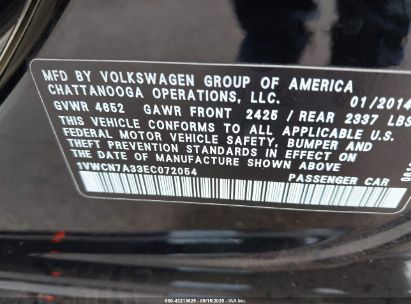 MFD BY VOLKSWAGEN GROUP OF AMERICA
CHATTANOOGA OPERATIONS, LLC. 01/2014
GVWR 4652 GAWR FRONT 2425 / REAR 2337 LBS
THIS VEHICLE CONFORMS TO ALL APPLICABLE U.S.
FEDERAL MOTOR VEHICLE SAFETY, BUMPER AND
THEFT PREVENTION STANDARDS IN EFFECT ON THE
DATE OF MANUFACTURE SHOWN ABOVE
1VWCN7A33EC072054 PASSENGER CAR